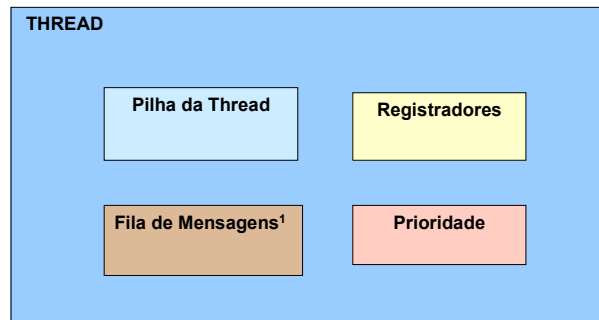 THREAD
Pilha da Thread
Registradores
Fila de Mensagens¹
Prioridade